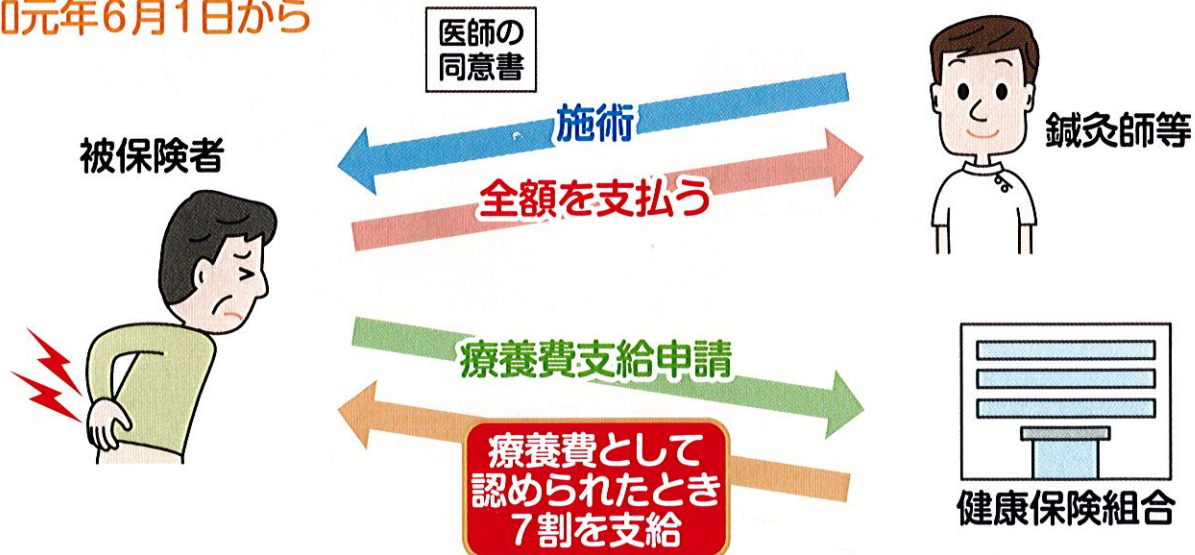 和元年6月1日から
医師の
同意書
施術
鍼灸師等
被保険者
全額を支払う
療養費支給申請
療養費として
認められたとき
7割を支給
健康保険組合